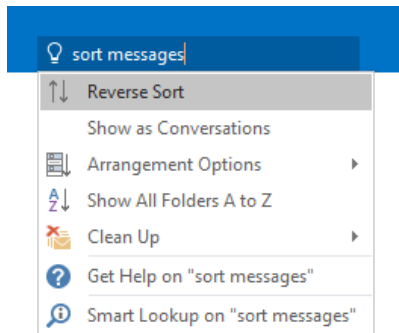 sort messages
Reverse Sort
Show as Conversations
Arrangement Options
Show All Folders A to Z
Clean Up
Get Help on "sort messages"
Smart Lookup on "sort messages"